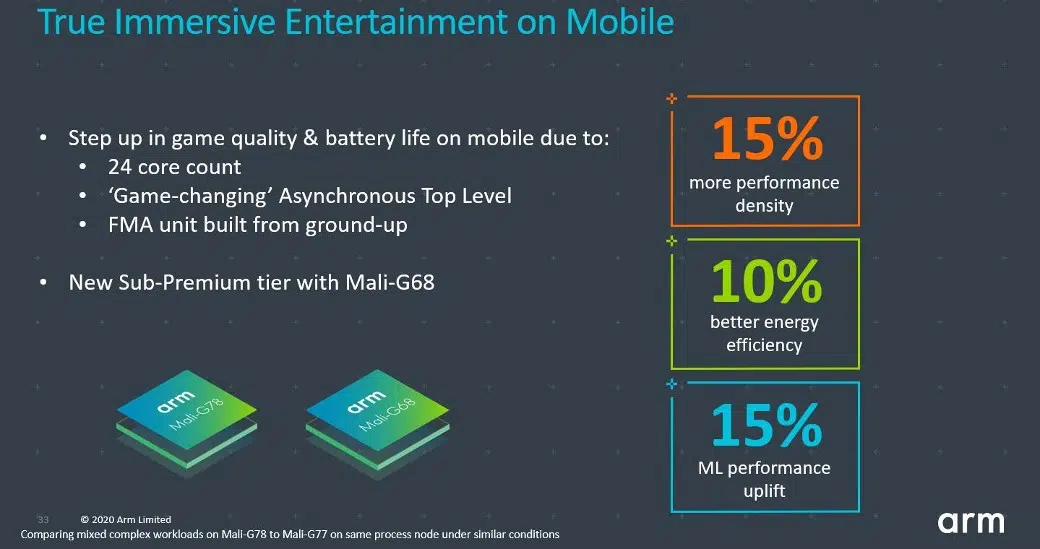 True Immersive Entertainment on Mobile
• Step up in game quality & battery life on mobile due to:
• 24 core count
• ‘Game-changing’ Asynchronous Top Level
• FMA unit built from ground-up
• New Sub-Premium tier with Mali-G68
15%
more performance
density
10%
better energy
efficiency
15%
ML performance
uplift
arm
Mali-G78
arm
Mali-G68
33 © 2020 Arm Limited
Comparing mixed complex workloads on Mali-G78 to Mali-G77 on same process node under similar conditions
arm